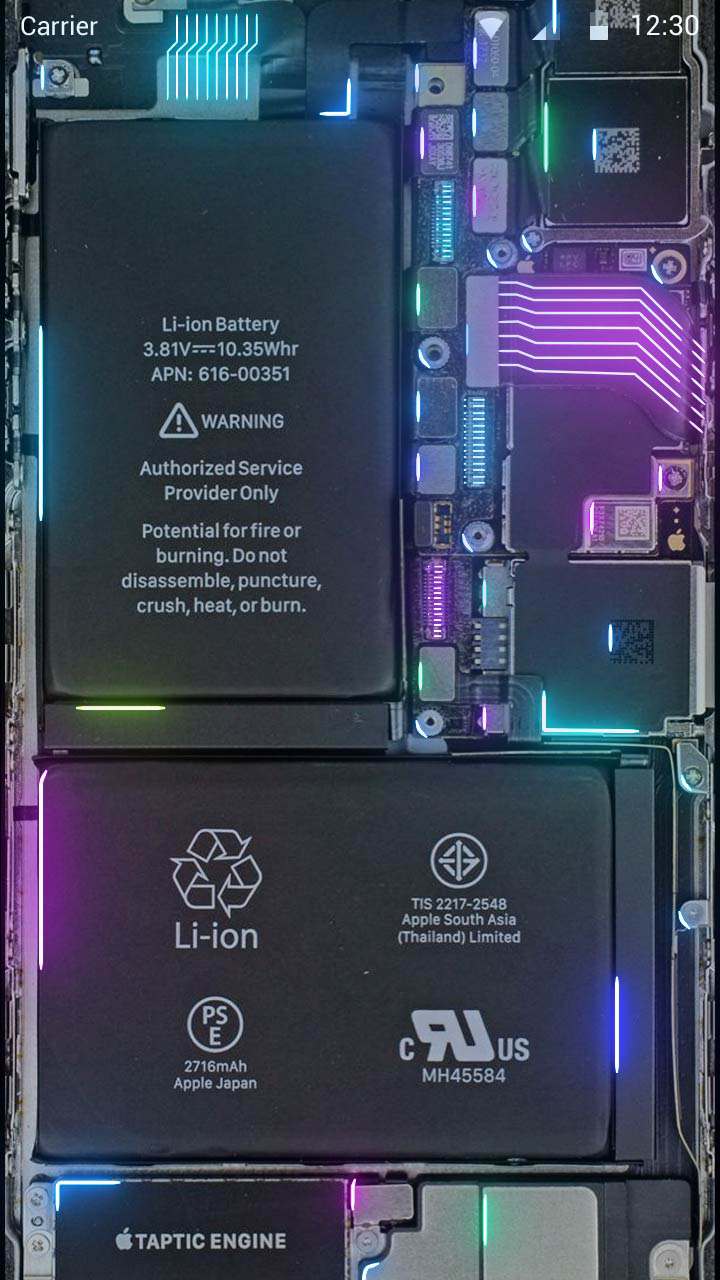 Carrier
12:30
Li-ion Battery
3.81V⎓10.35Whr
APN: 616-00351
WARNING
Authorized Service
Provider Only
Potential for fire or
burning. Do not
disassemble, puncture,
crush, heat, or burn.
Li-ion
TIS 2217-2548
Apple South Asia
(Thailand) Limited
PS
E
2716mAh
Apple Japan
c RU US
MH45584
TAPTIC ENGINE